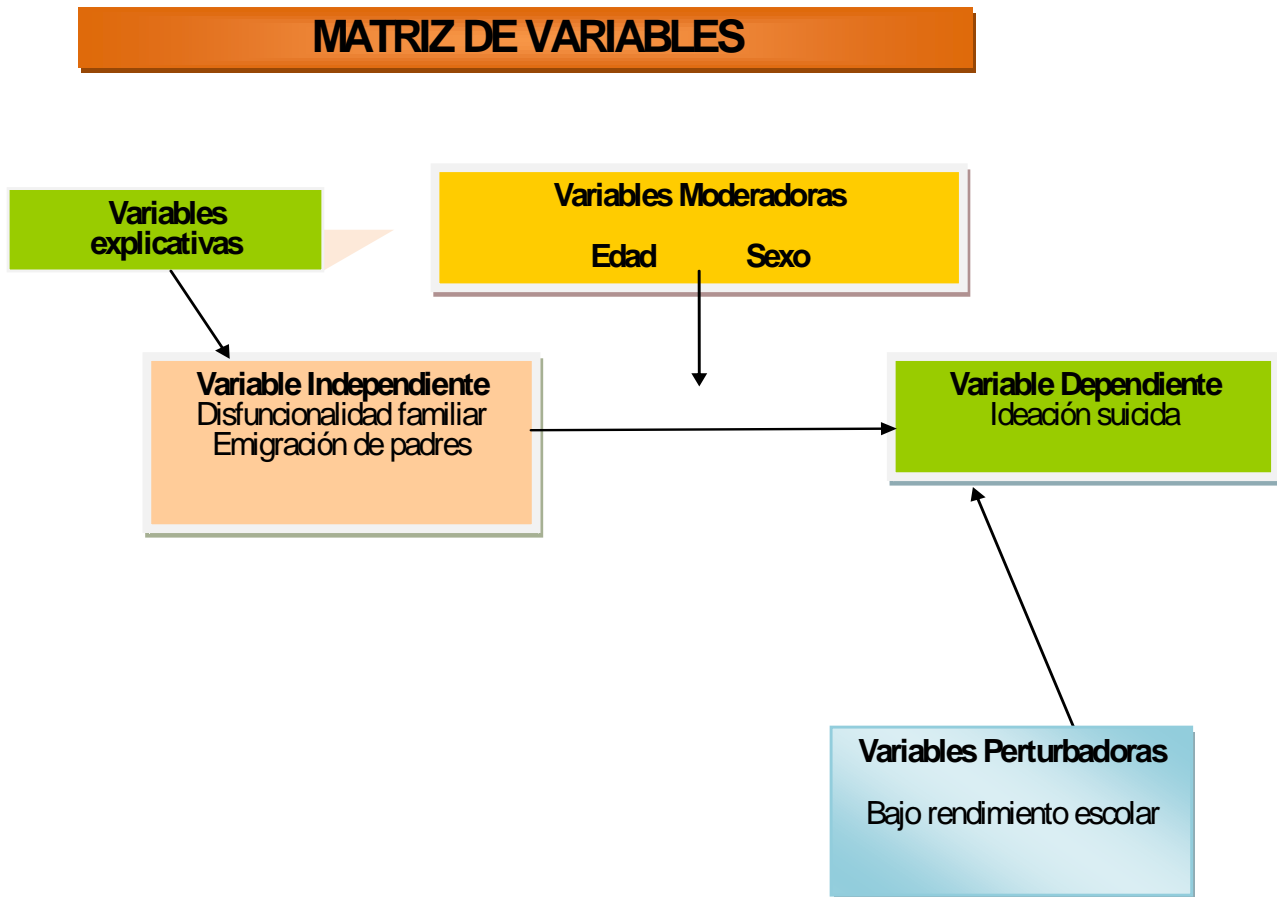 MATRIZ DE VARIABLES
Variables
explicativas
Variables Moderadoras
Edad Sexo
Variable Independiente
Disfuncionalidad familiar
Emigración de padres
Variable Dependiente
Ideación suicida
Variables Perturbadoras
Bajo rendimiento escolar